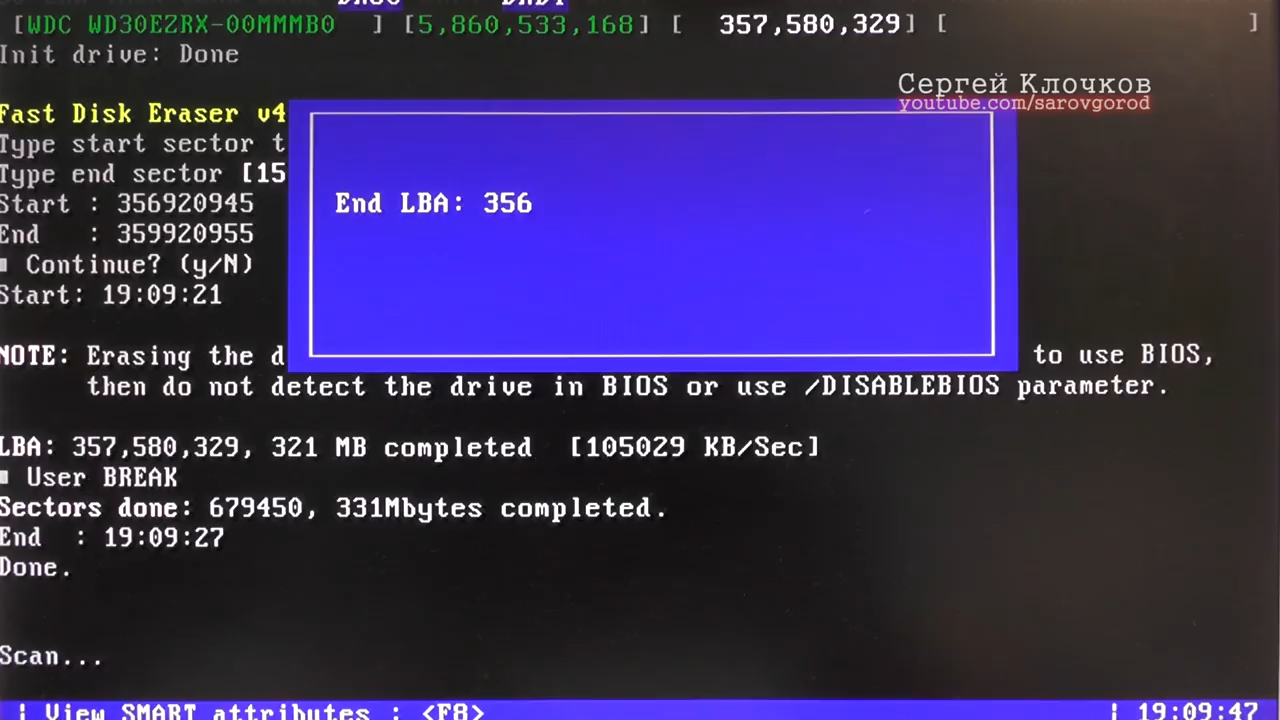 [WDC WD30EZRX-00MMMB0 ] [5,860,533,168] [ 357,580,329] [ ]
Init drive: Done
Сергей Клочков
youtube.com/sarovgorod
Fast Disk Eraser v4
Type start sector t
Type end sector [15
Start : 356920945
End : 359920955
Continue? (y/N)
Start: 19:09:21
End LBA: 356
NOTE: Erasing the d to use BIOS,
then do not detect the drive in BIOS or use /DISABLEBIOS parameter.
LBA: 357,580,329, 321 MB completed [105029 KB/Sec]
User BREAK
Sectors done: 679450, 331Mbytes completed.
End : 19:09:27
Done.
Scan...
¦ View SMART attributes : <F8> ¦ 19:09:47